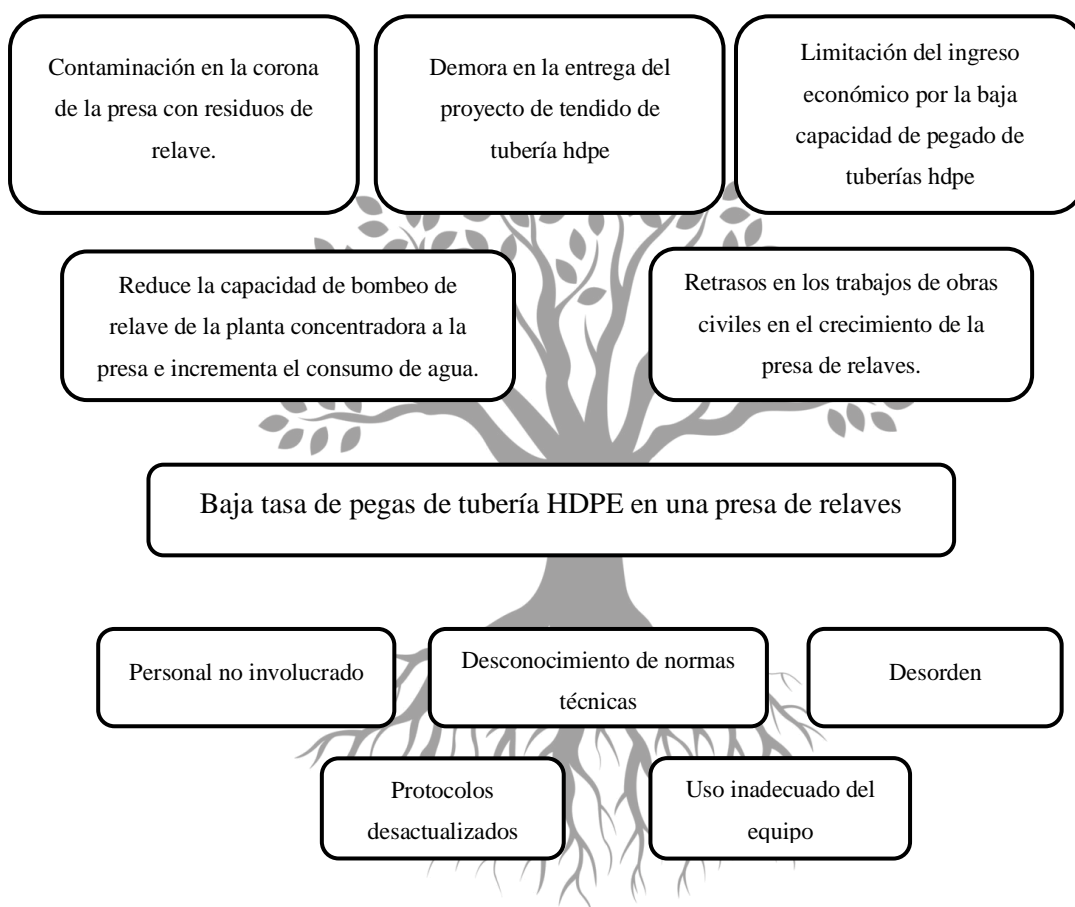 Contaminación en la corona
de la presa con residuos de
relave.
Demora en la entrega del
proyecto de tendido de
tubería hdpe
Limitación del ingreso
económico por la baja
capacidad de pegado de
tuberías hdpe
Reduce la capacidad de bombeo de
relave de la planta concentradora a la
presa e incrementa el consumo de agua.
Retrasos en los trabajos de obras
civiles en el crecimiento de la
presa de relaves.
Baja tasa de pegas de tubería HDPE en una presa de relaves
Personal no involucrado
Desconocimiento de normas
técnicas
Desorden
Protocolos
desactualizados
Uso inadecuado del
equipo